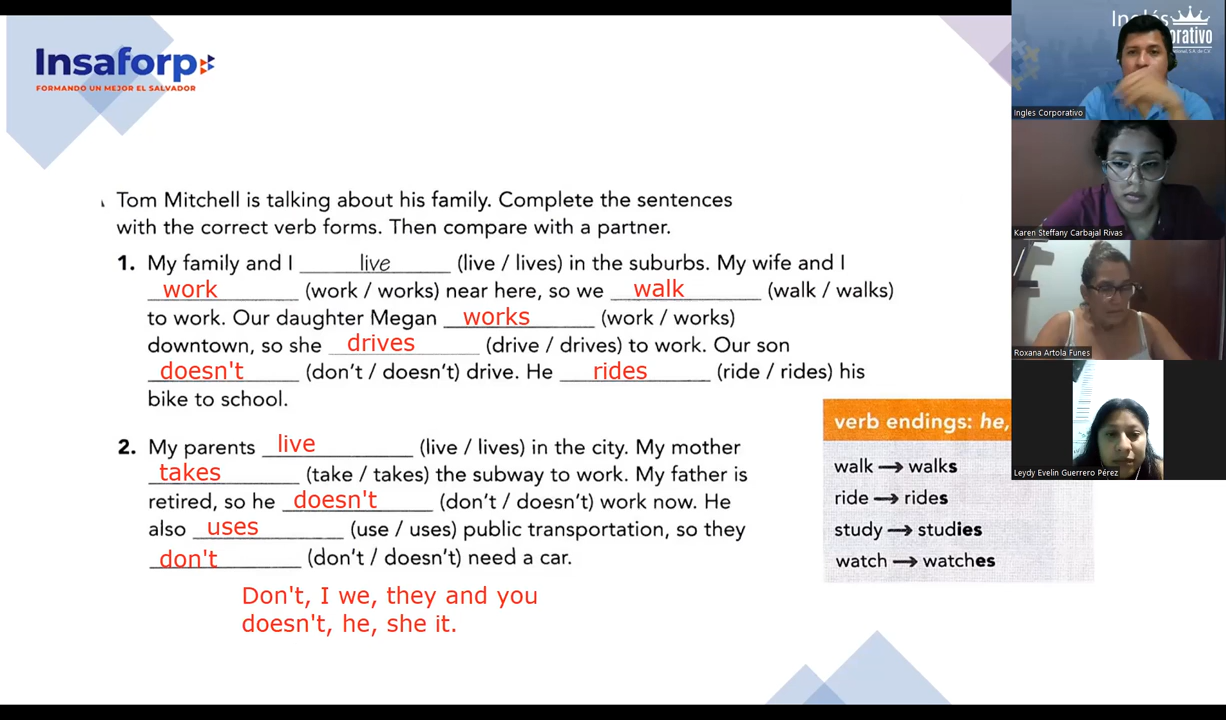 Insaforp
FORMANDO UN MEJOR EL SALVADOR
Tom Mitchell is talking about his family. Complete the sentences
with the correct verb forms. Then compare with a partner.
1. My family and I live (live / lives) in the suburbs. My wife and I
work (work / works) near here, so we walk (walk / walks)
to work. Our daughter Megan works (work / works)
downtown, so she drives (drive / drives) to work. Our son
doesn't (don't / doesn't) drive. He rides (ride / rides) his
bike to school.
2. My parents live (live / lives) in the city. My mother
takes (take / takes) the subway to work. My father is
retired, so he doesn't (don't / doesn't) work now. He
also uses (use / uses) public transportation, so they
don't (don't / doesn't) need a car.
Don't, I we, they and you
doesn't, he, she it.
verb endings: he,
walk → walks
ride → rides
study → studies
watch → watches
Ingles Corporativo
Karen Steffany Carbajal Rivas
Roxana Artola Funes
Leydy Evelin Guerrero Pérez